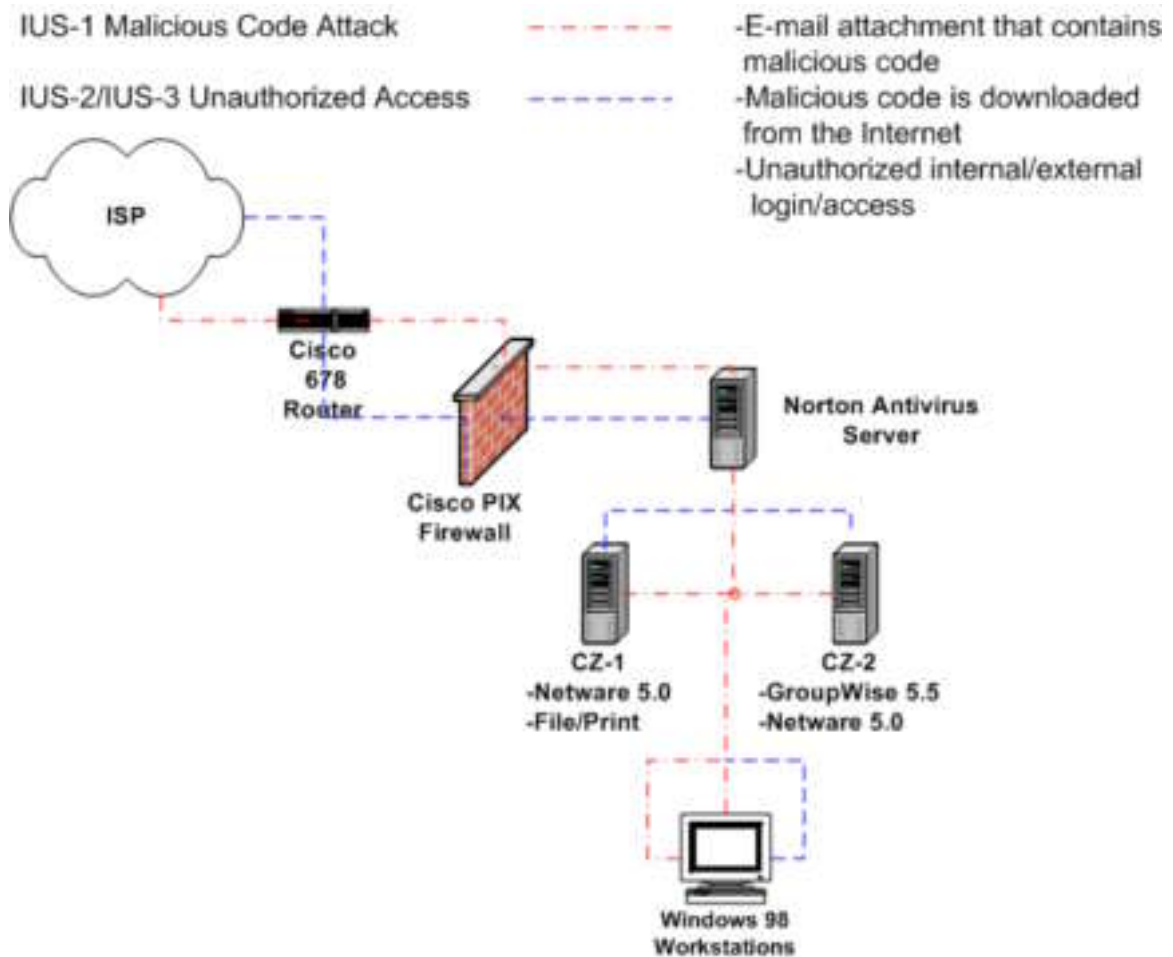 IUS-1 Malicious Code Attack
-E-mail attachment that contains
malicious code
IUS-2/IUS-3 Unauthorized Access
-Malicious code is downloaded
from the Internet
-Unauthorized internal/external
login/access
ISP
Cisco
678
Router
Cisco PIX
Firewall
Norton Antivirus
Server
CZ-1
-Netware 5.0
-File/Print
CZ-2
-GroupWise 5.5
-Netware 5.0
Windows 98
Workstations